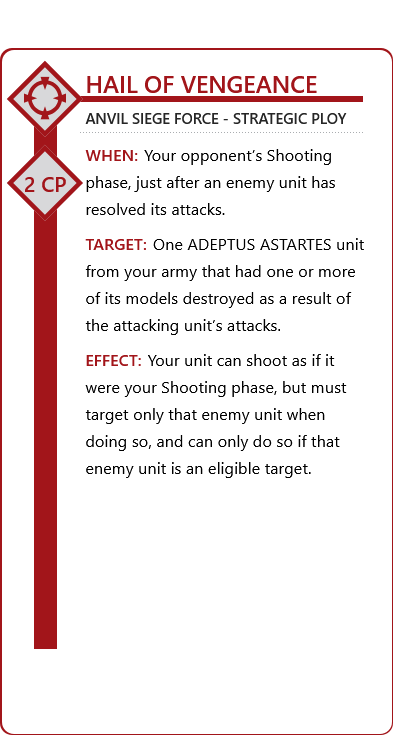 HAIL OF VENGEANCE
ANVIL SIEGE FORCE - STRATEGIC PLOY
2 CP
WHEN: Your opponent's Shooting
phase, just after an enemy unit has
resolved its attacks.
TARGET: One ADEPTUS ASTARTES unit
from your army that had one or more
of its models destroyed as a result of
the attacking unit's attacks.
EFFECT: Your unit can shoot as if it
were your Shooting phase, but must
target only that enemy unit when
doing so, and can only do so if that
enemy unit is an eligible target.